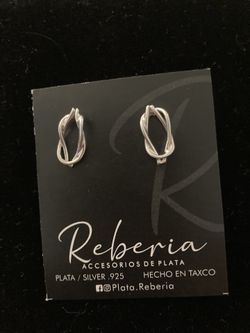 Reberia
ACCESORIOS DE PLATA
PLATA / SILVER .925 HECHO EN TAXCO
Plata.Reberia